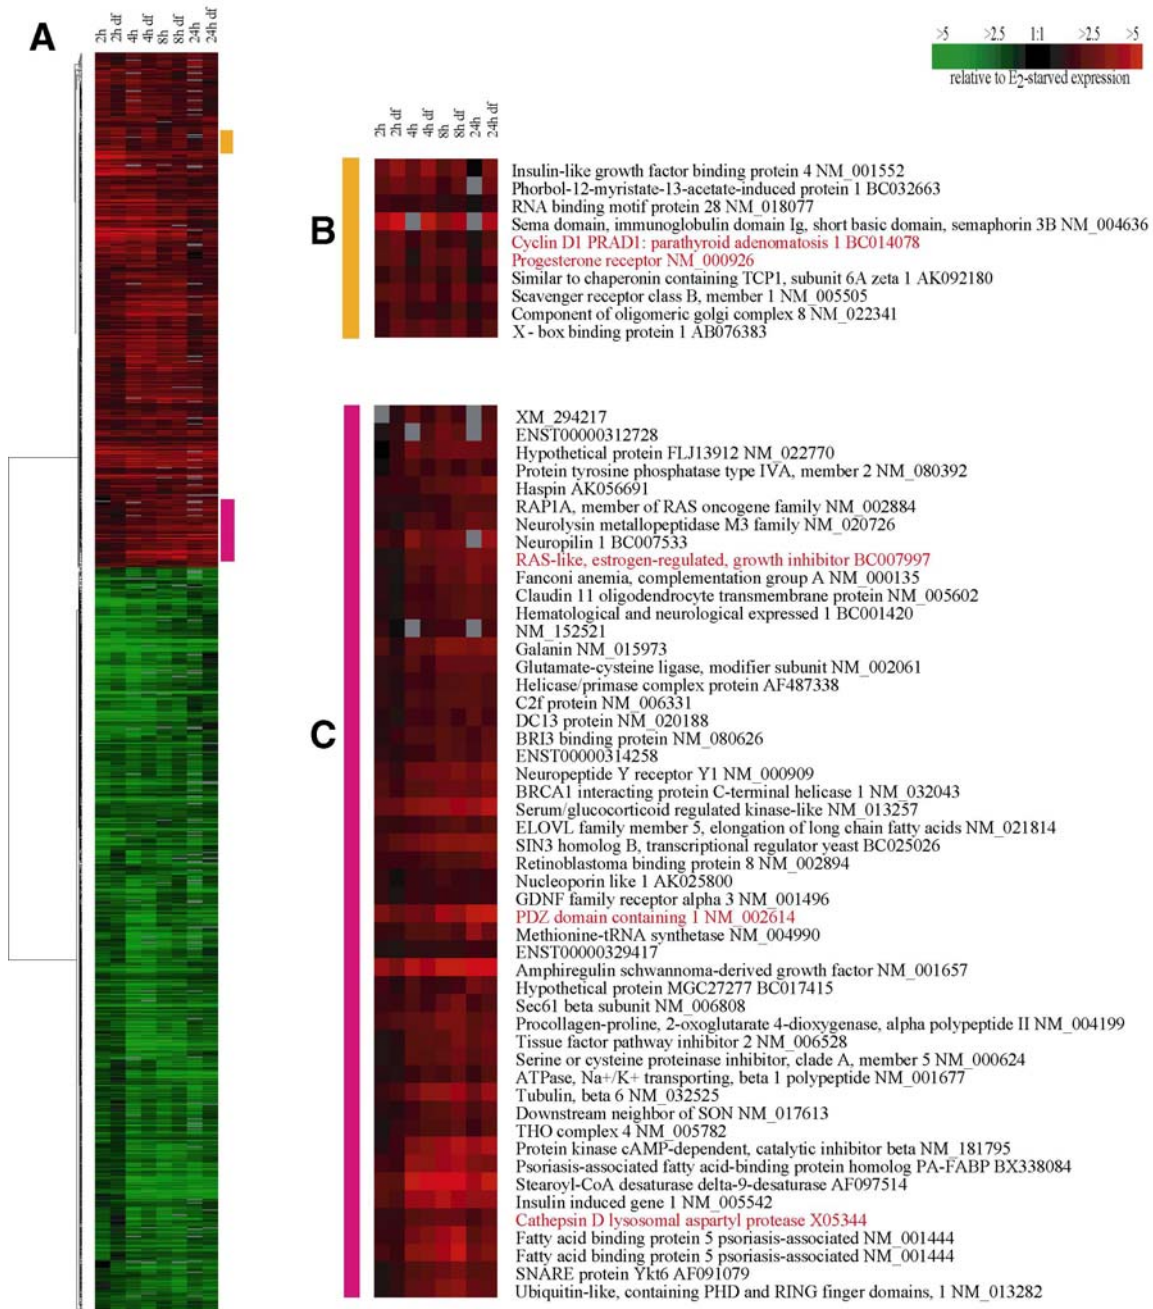 A
2h 2h df 4h 4h df 8h 8h df 24h 24h df
>5 >2.5 1:1 >2.5 >5
relative to E2-starved expression
2h 2h df 4h 4h df 8h 8h df 24h 24h df
B
Insulin-like growth factor binding protein 4 NM_001552
Phorbol-12-myristate-13-acetate-induced protein 1 BC032663
RNA binding motif protein 28 NM_018077
Sema domain, immunoglobulin domain Ig, short basic domain, semaphorin 3B NM_004636
Cyclin D1 PRAD1: parathyroid adenomatosis 1 BC014078
Progesterone receptor NM_000926
Similar to chaperonin containing TCP1, subunit 6A zeta 1 AK092180
Scavenger receptor class B, member 1 NM_005505
Component of oligomeric golgi complex 8 NM_022341
X - box binding protein 1 AB076383
C
XM_294217
ENST00000312728
Hypothetical protein FLJ13912 NM_022770
Protein tyrosine phosphatase type IVA, member 2 NM_080392
Haspin AK056691
RAP1A, member of RAS oncogene family NM_002884
Neurolysin metallopeptidase M3 family NM_020726
Neuropilin 1 BC007533
RAS-like, estrogen-regulated, growth inhibitor BC007997
Fanconi anemia, complementation group A NM_000135
Claudin 11 oligodendrocyte transmembrane protein NM_005602
Hematological and neurological expressed 1 BC001420
NM_152521
Galanin NM_015973
Glutamate-cysteine ligase, modifier subunit NM_002061
Helicase/primase complex protein AF487338
C2f protein NM_006331
DC13 protein NM_020188
BRI3 binding protein NM_080626
ENST00000314258
Neuropeptide Y receptor Y1 NM_000909
BRCA1 interacting protein C-terminal helicase 1 NM_032043
Serum/glucocorticoid regulated kinase-like NM_013257
ELOVL family member 5, elongation of long chain fatty acids NM_021814
SIN3 homolog B, transcriptional regulator yeast BC025026
Retinoblastoma binding protein 8 NM_002894
Nucleoporin like 1 AK025800
GDNF family receptor alpha 3 NM_001496
PDZ domain containing 1 NM_002614
Methionine-tRNA synthetase NM_004990
ENST00000329417
Amphiregulin schwannoma-derived growth factor NM_001657
Hypothetical protein MGC27277 BC017415
Sec61 beta subunit NM_006808
Procollagen-proline, 2-oxoglutarate 4-dioxygenase, alpha polypeptide II NM_004199
Tissue factor pathway inhibitor 2 NM_006528
Serine or cysteine proteinase inhibitor, clade A, member 5 NM_000624
ATPase, Na+/K+ transporting, beta 1 polypeptide NM_001677
Tubulin, beta 6 NM_032525
Downstream neighbor of SON NM_017613
THO complex 4 NM_005782
Protein kinase cAMP-dependent, catalytic inhibitor beta NM_181795
Psoriasis-associated fatty acid-binding protein homolog PA-FABP BX338084
Stearoyl-CoA desaturase delta-9-desaturase AF097514
Insulin induced gene 1 NM_005542
Cathepsin D lysosomal aspartyl protease X05344
Fatty acid binding protein 5 psoriasis-associated NM_001444
Fatty acid binding protein 5 psoriasis-associated NM_001444
SNARE protein Ykt6 AF091079
Ubiquitin-like, containing PHD and RING finger domains, 1 NM_013282